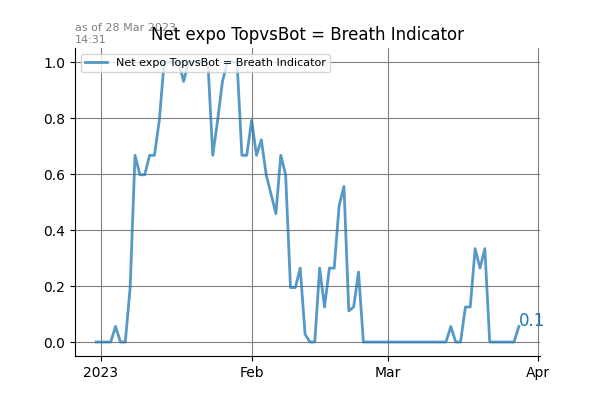 as of 28 Mar 2023
14:31
Net expo TopvsBot = Breath Indicator
Net expo TopvsBot = Breath Indicator
1.0
0.8
0.6
0.4
0.2
0.0
0.1
2023 Feb Mar Apr